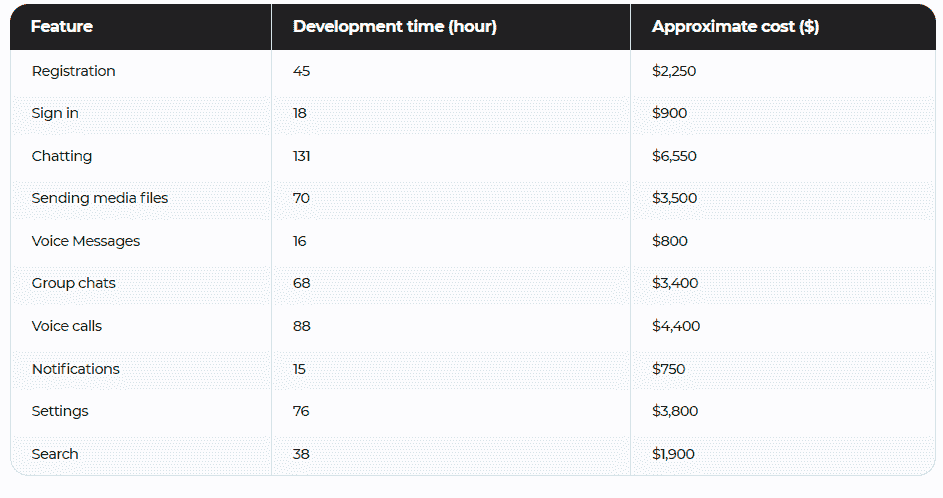 Feature Development time (hour) Approximate cost ($)
Registration 45 $2,250
Sign in 18 $900
Chatting 131 $6,550
Sending media files 70 $3,500
Voice Messages 16 $800
Group chats 68 $3,400
Voice calls 88 $4,400
Notifications 15 $750
Settings 76 $3,800
Search 38 $1,900